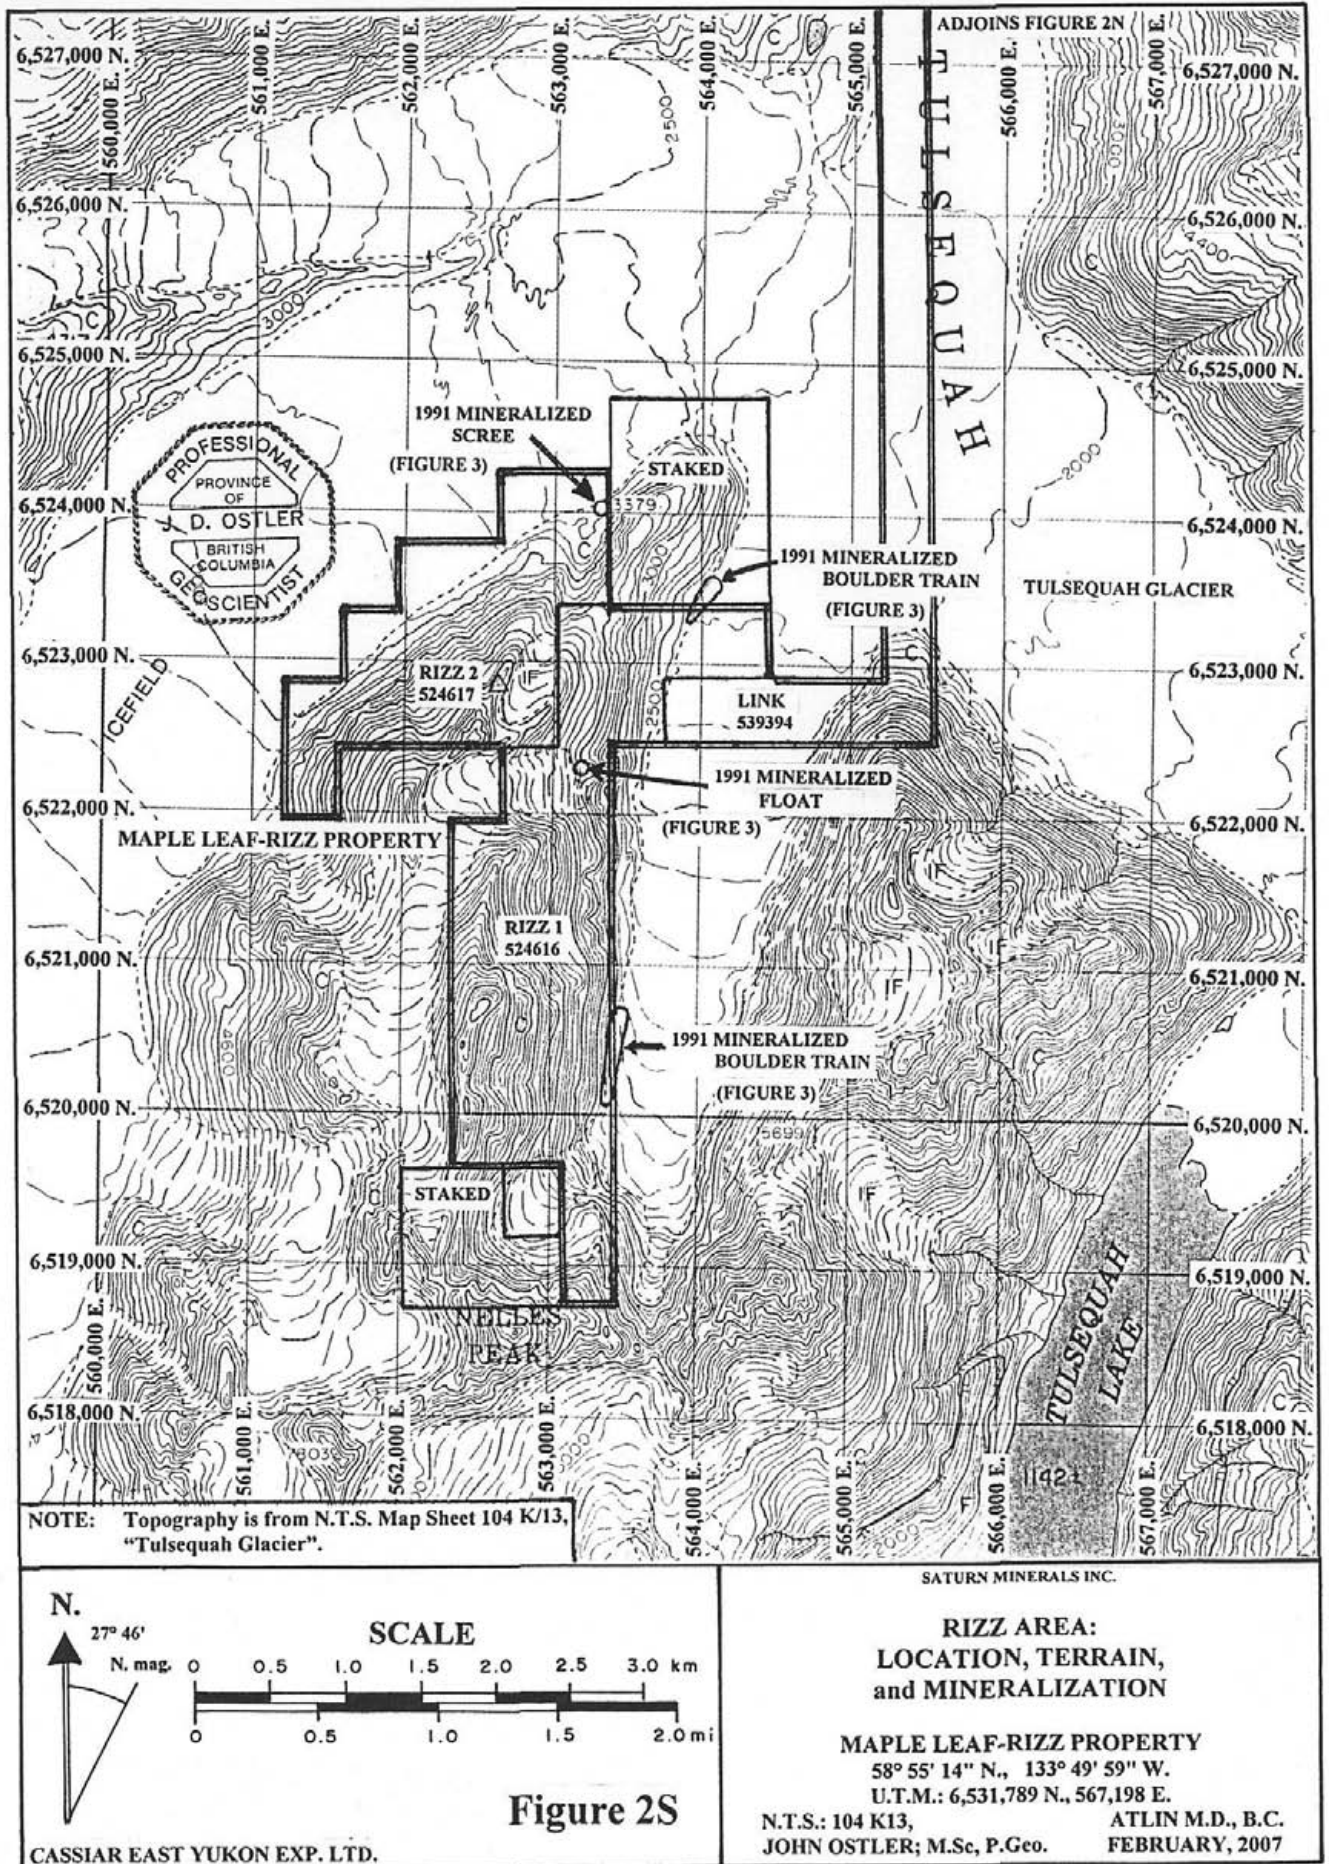 ADJOINS FIGURE 2N
6,527,000 N.
560,000 E.
561,000 E.
562,000 E.
563,000 E.
564,000 E.
565,000 E.
566,000 E.
567,000 E.
6,527,000 N.
C
2500
3000
TULSEQUAH
6,526,000 N.
6,526,000 N.
4400
C
C
3000
6,525,000 N.
6,525,000 N.
1991 MINERALIZED
SCREE
(FIGURE 3)
STAKED
2000
PROFESSIONAL
PROVINCE
OF
J. D. OSTLER
BRITISH
COLUMBIA
GEOSCIENTIST
6,524,000 N.
3379
6,524,000 N.
C
3000
1991 MINERALIZED
BOULDER TRAIN
(FIGURE 3)
TULSEQUAH GLACIER
6,523,000 N.
C
6,523,000 N.
ICEFIELD
RIZZ 2
524617
IF
2500
LINK
539394
1991 MINERALIZED
FLOAT
(FIGURE 3)
6,522,000 N.
6,522,000 N.
MAPLE LEAF-RIZZ PROPERTY
IF
RIZZ 1
524616
6,521,000 N.
IF
6,521,000 N.
C
IF
4600
1991 MINERALIZED
BOULDER TRAIN
(FIGURE 3)
C
6,520,000 N.
6,520,000 N.
5699
STAKED
IF
6,519,000 N.
6,519,000 N.
TULSEQUAH
LAKE
NELLES
PEAK
560,000 E.
6,518,000 N.
C
6,518,000 N.
561,000 E.
562,000 E.
563,000 E.
564,000 E.
565,000 E.
566,000 E.
567,000 E.
F
2000
NOTE: Topography is from N.T.S. Map Sheet 104 K/13,
"Tulsequah Glacier".
N.
27° 46'
N. mag.
SCALE
0 0.5 1.0 1.5 2.0 2.5 3.0 km
0 0.5 1.0 1.5 2.0 mi
Figure 2S
CASSIAR EAST YUKON EXP. LTD.
SATURN MINERALS INC.
RIZZ AREA:
LOCATION, TERRAIN,
and MINERALIZATION
MAPLE LEAF-RIZZ PROPERTY
58° 55' 14" N., 133° 49' 59" W.
U.T.M.: 6,531,789 N., 567,198 E.
N.T.S.: 104 K13, ATLIN M.D., B.C.
JOHN OSTLER; M.Sc, P.Geo. FEBRUARY, 2007